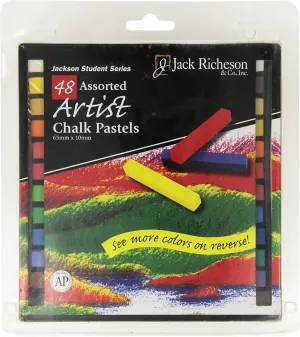 Jackson Student Series
48 Assorted
Artist
Chalk Pastels
65mm x 10mm
Jack Richeson
& Co., Inc.
See more colors on reverse!
AP